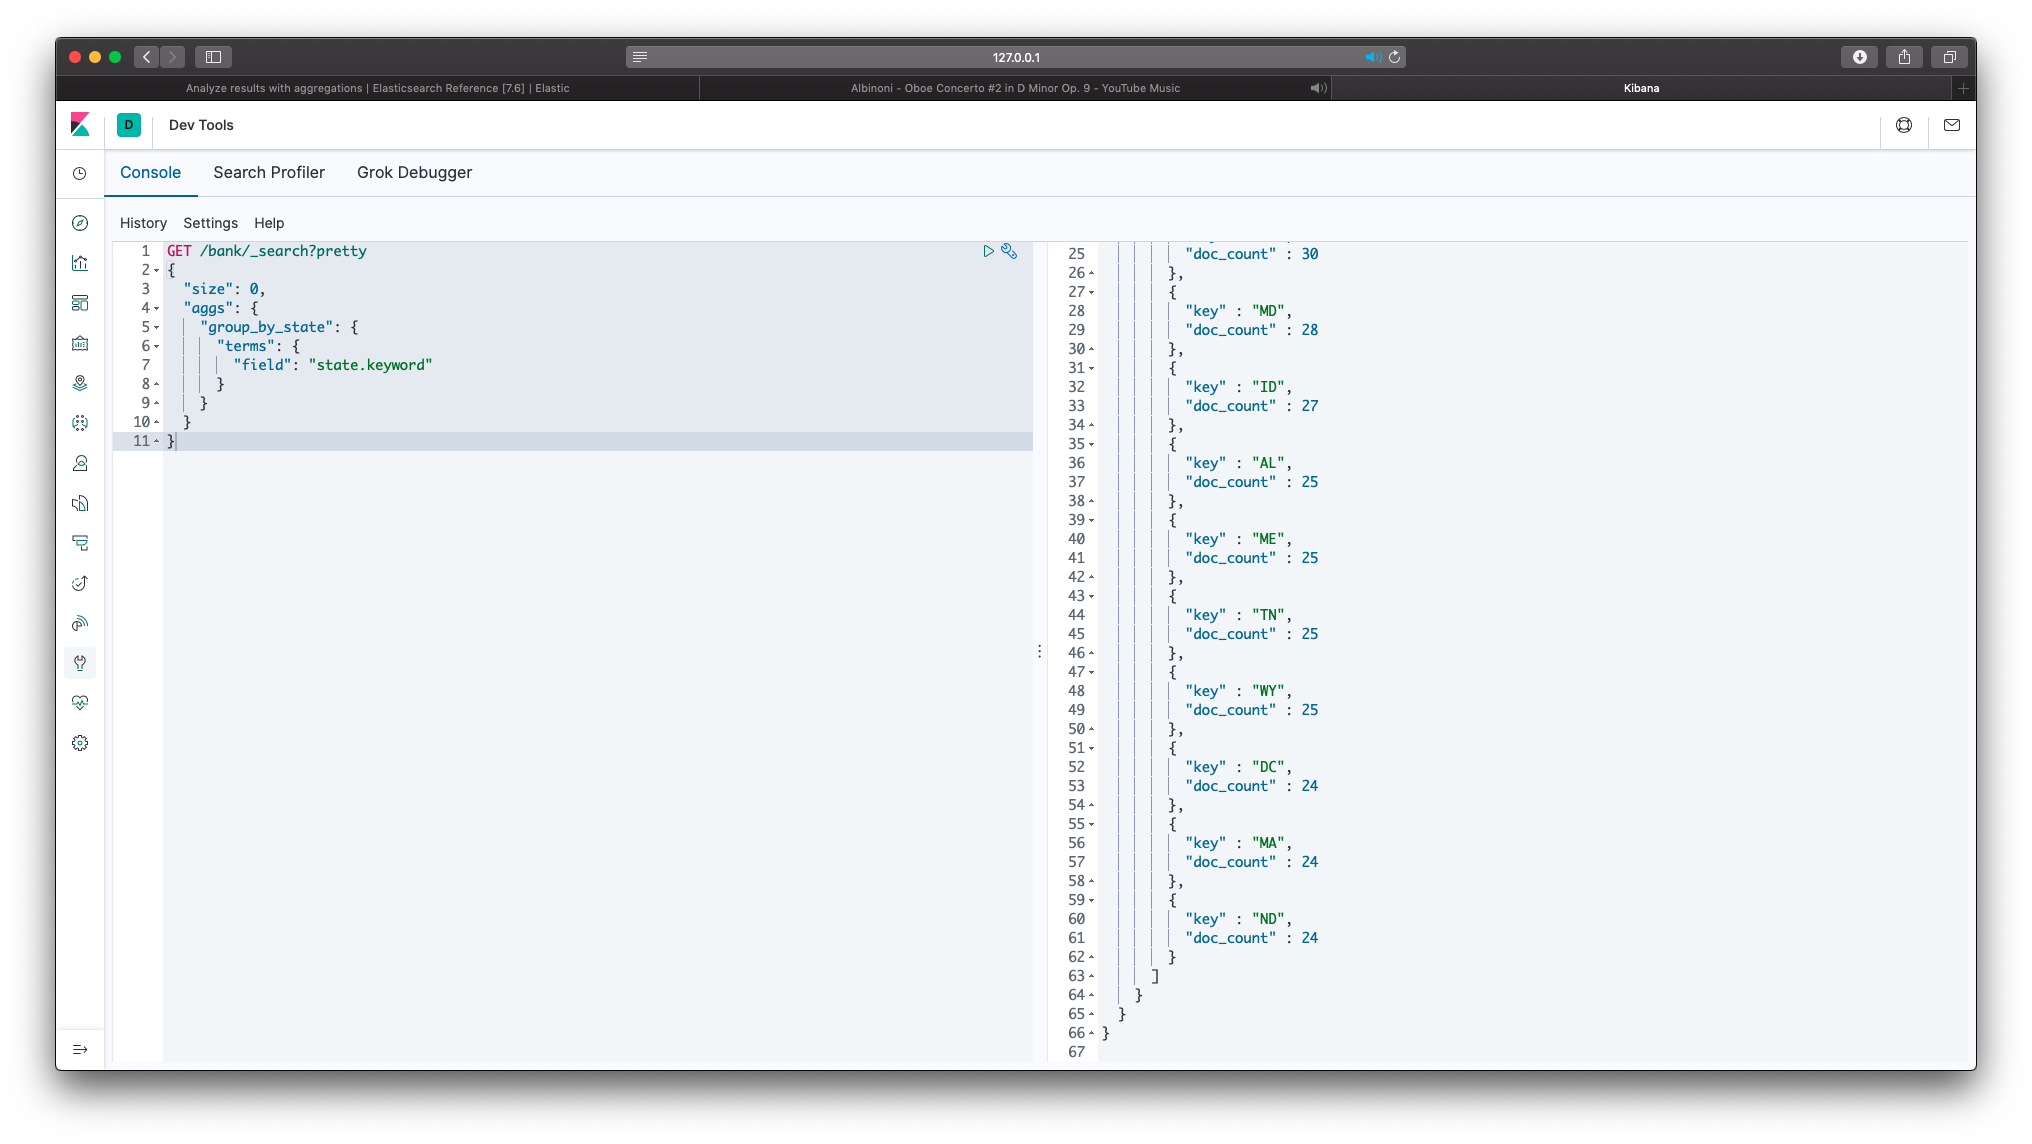 127.0.0.1
Analyze results with aggregations | Elasticsearch Reference [7.6] | Elastic
Albinoni - Oboe Concerto #2 in D Minor Op. 9 - YouTube Music
Kibana
D
Dev Tools
Console
Search Profiler
Grok Debugger
History
Settings
Help
1 GET /bank/_search?pretty
2 {
3 "size": 0,
4 "aggs": {
5 "group_by_state": {
6 "terms": {
7 "field": "state.keyword"
8 }
9 }
10 }
11 }
25 "doc_count" : 30
26 },
27 {
28 "key" : "MD",
29 "doc_count" : 28
30 },
31 {
32 "key" : "ID",
33 "doc_count" : 27
34 },
35 {
36 "key" : "AL",
37 "doc_count" : 25
38 },
39 {
40 "key" : "ME",
41 "doc_count" : 25
42 },
43 {
44 "key" : "TN",
45 "doc_count" : 25
46 },
47 {
48 "key" : "WY",
49 "doc_count" : 25
50 },
51 {
52 "key" : "DC",
53 "doc_count" : 24
54 },
55 {
56 "key" : "MA",
57 "doc_count" : 24
58 },
59 {
60 "key" : "ND",
61 "doc_count" : 24
62 }
63 ]
64 }
65 }
66 }
67